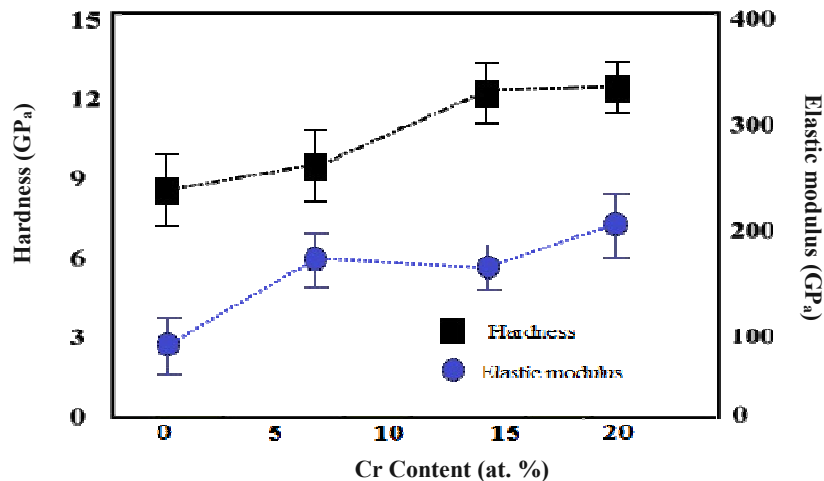 15
12
9
6
3
0
Hardness (GPa)
400
300
200
100
0
Elastic modulus (GPa)
Hardness
Elastic modulus
0 5 10 15 20
Cr Content (at. %)